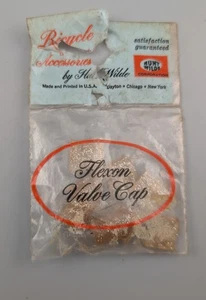 Bicycle
satisfaction
guaranteed
Accessories
by H Wilde
HUNT
WILDE
Made and Printed in U.S.A. Dayton • Chicago • New York
Flexon
Valve Cap